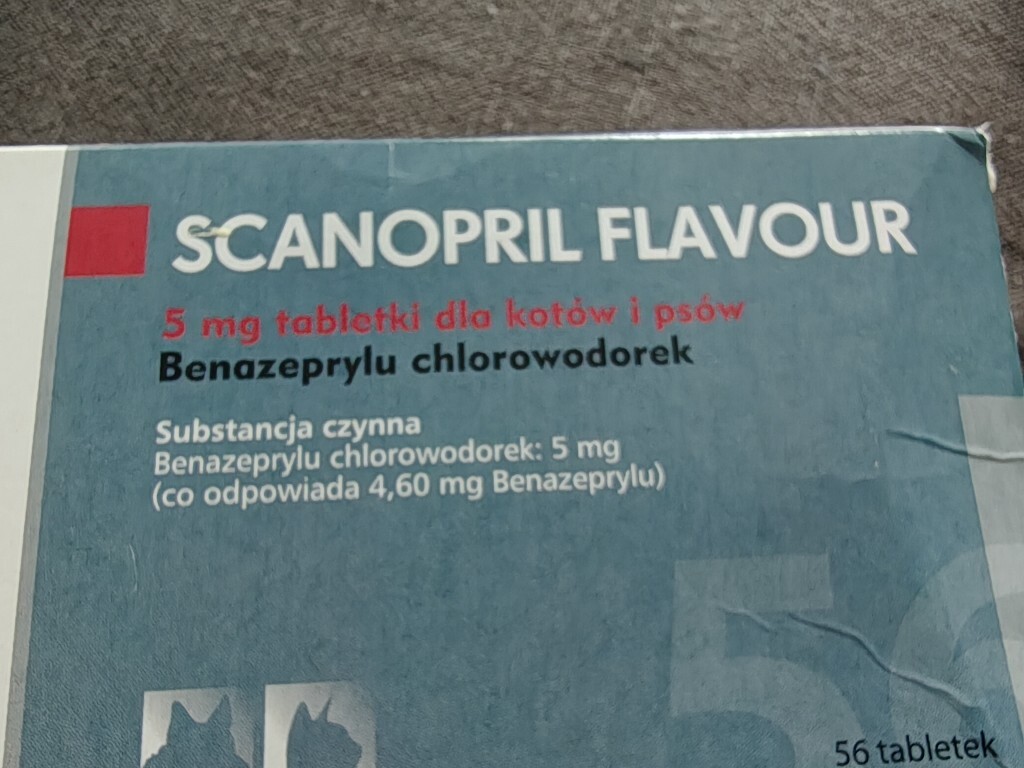 SCANOPRIL FLAVOUR
5 mg tabletki dla kotów i psów
Benazeprylu chlorowodorek
Substancja czynna
Benazeprylu chlorowodorek: 5 mg
(co odpowiada 4,60 mg Benazeprylu)
56
56 tabletek